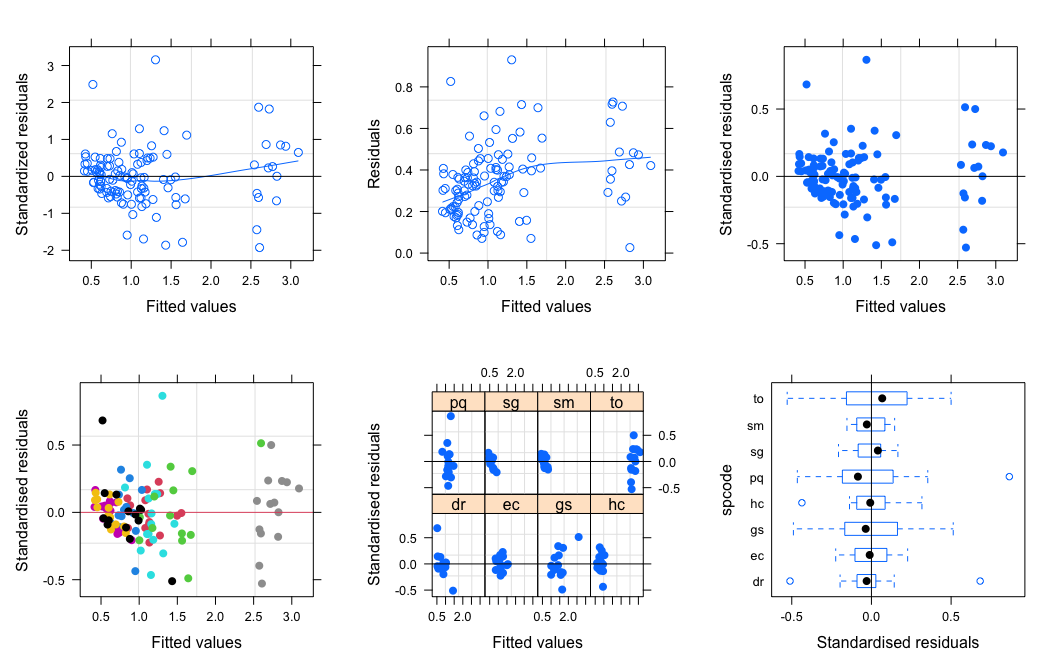 Standardized residuals
3
2
1
0
-1
-2
0.5 1.0 1.5 2.0 2.5 3.0
Fitted values
Residuals
0.8
0.6
0.4
0.2
0.0
0.5 1.0 1.5 2.0 2.5 3.0
Fitted values
Standardised residuals
0.5
0.0
-0.5
0.5 1.0 1.5 2.0 2.5 3.0
Fitted values
Standardised residuals
0.5
0.0
-0.5
0.5 1.0 1.5 2.0 2.5 3.0
Fitted values
Standardised residuals
0.5 2.0 0.5 2.0
pq sg sm to
0.5
0.0
-0.5
dr ec gs hc
0.5
0.0
-0.5
0.5 2.0 0.5 2.0
Fitted values
spcode
to
sm
sg
pq
hc
gs
ec
dr
-0.5 0.0 0.5
Standardised residuals